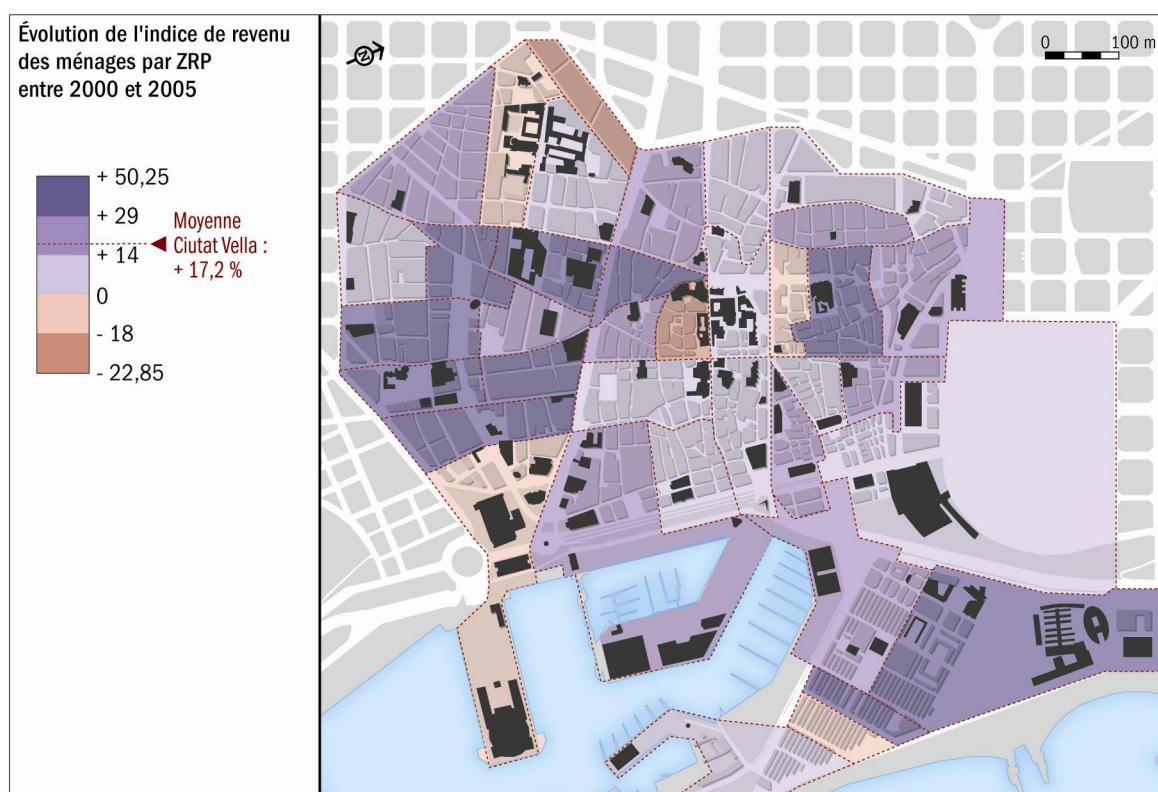 Évolution de l'indice de revenu
des ménages par ZRP
entre 2000 et 2005
+ 50,25
+ 29
+ 14
0
- 18
- 22,85
Moyenne
Ciutat Vella :
+ 17,2 %
N
0 100 m